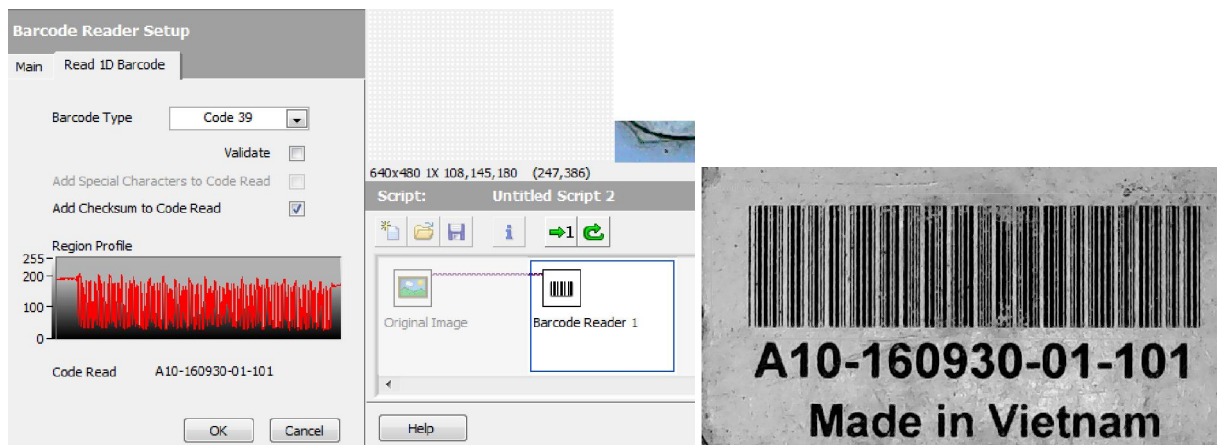 Barcode Reader Setup
Main Read 1D Barcode
Barcode Type Code 39
Validate
Add Special Characters to Code Read
Add Checksum to Code Read
Region Profile
255
200
100
0
Code Read A10-160930-01-101
OK Cancel
640x480 1X 108,145,180 (247,386)
Script: Untitled Script 2
1
Original Image Barcode Reader 1
Help
A10-160930-01-101
Made in Vietnam